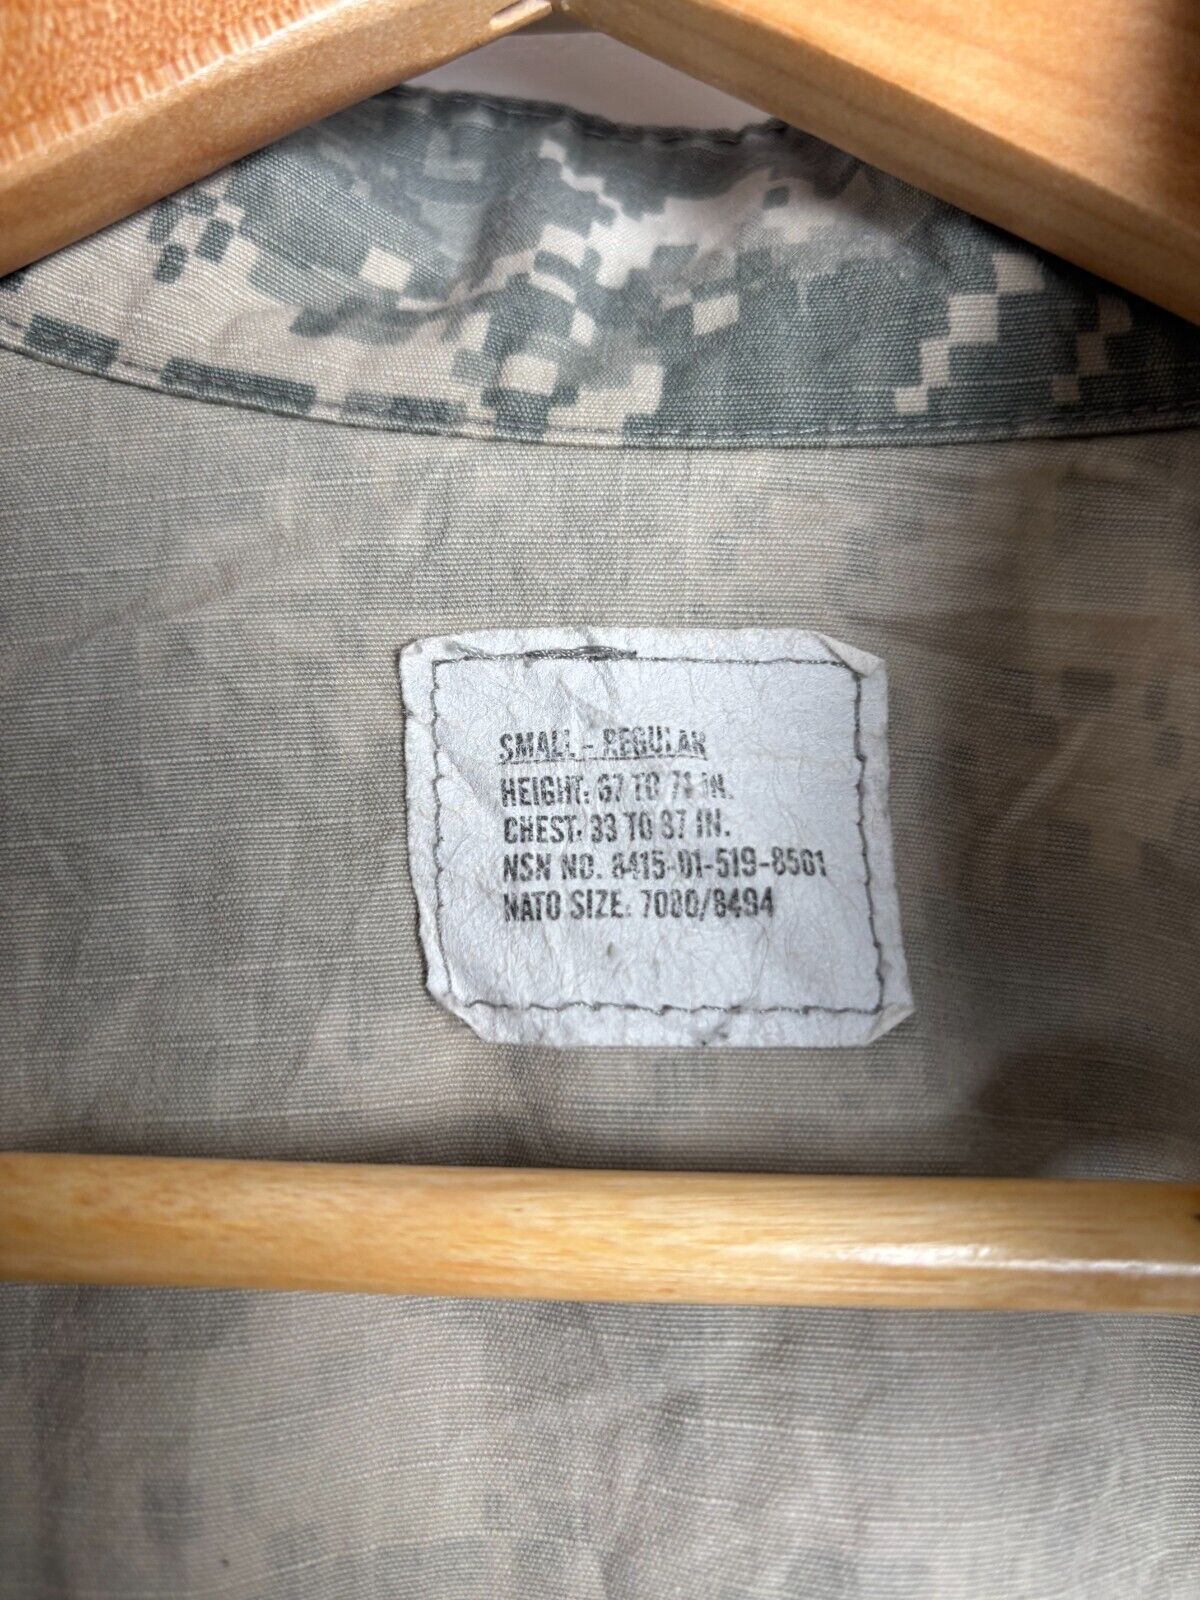 SMALL - REGULAR
HEIGHT: 67 TO 71 IN.
CHEST: 33 TO 37 IN.
NSN NO. 8415-01-519-8501
NATO SIZE: 7080/8494